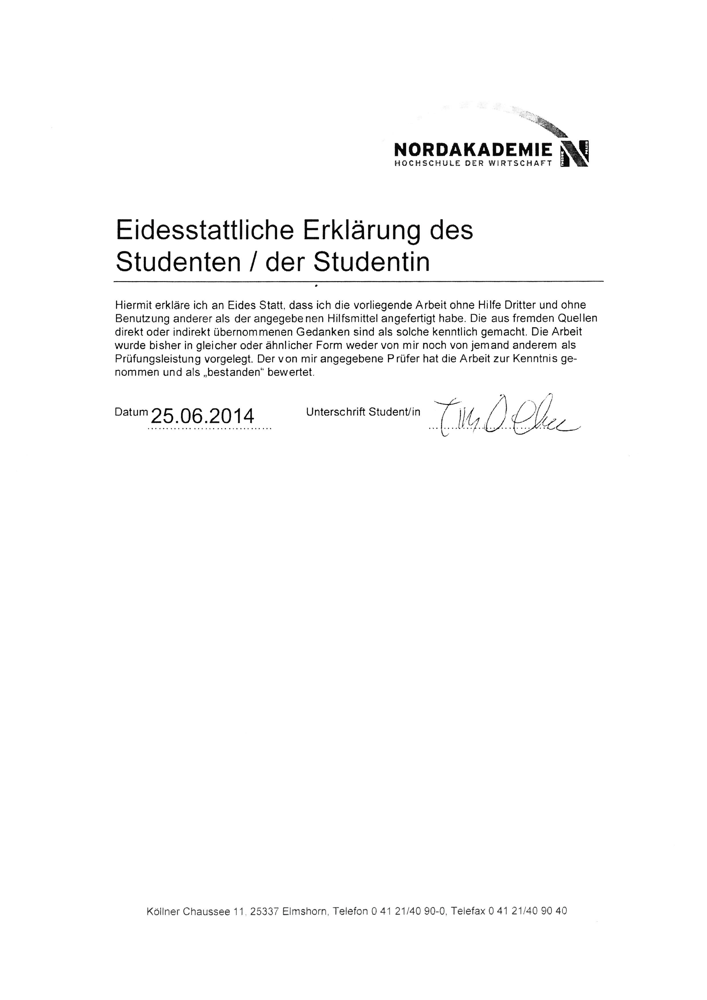 NORDAKADEMIE
HOCHSCHULE DER WIRTSCHAFT
Eidesstattliche Erklärung des
Studenten / der Studentin
Hiermit erkläre ich an Eides Statt, dass ich die vorliegende Arbeit ohne Hilfe Dritter und ohne
Benutzung anderer als der angegebenen Hilfsmittel angefertigt habe. Die aus fremden Quellen
direkt oder indirekt übernommenen Gedanken sind als solche kenntlich gemacht. Die Arbeit
wurde bisher in gleicher oder ähnlicher Form weder von mir noch von jemand anderem als
Prüfungsleistung vorgelegt. Der von mir angegebene Prüfer hat die Arbeit zur Kenntnis ge-
nommen und als „bestanden“ bewertet.
Datum 25.06.2014 Unterschrift Student/in
Köllner Chaussee 11, 25337 Elmshorn, Telefon 0 41 21/40 90-0, Telefax 0 41 21/40 90 40